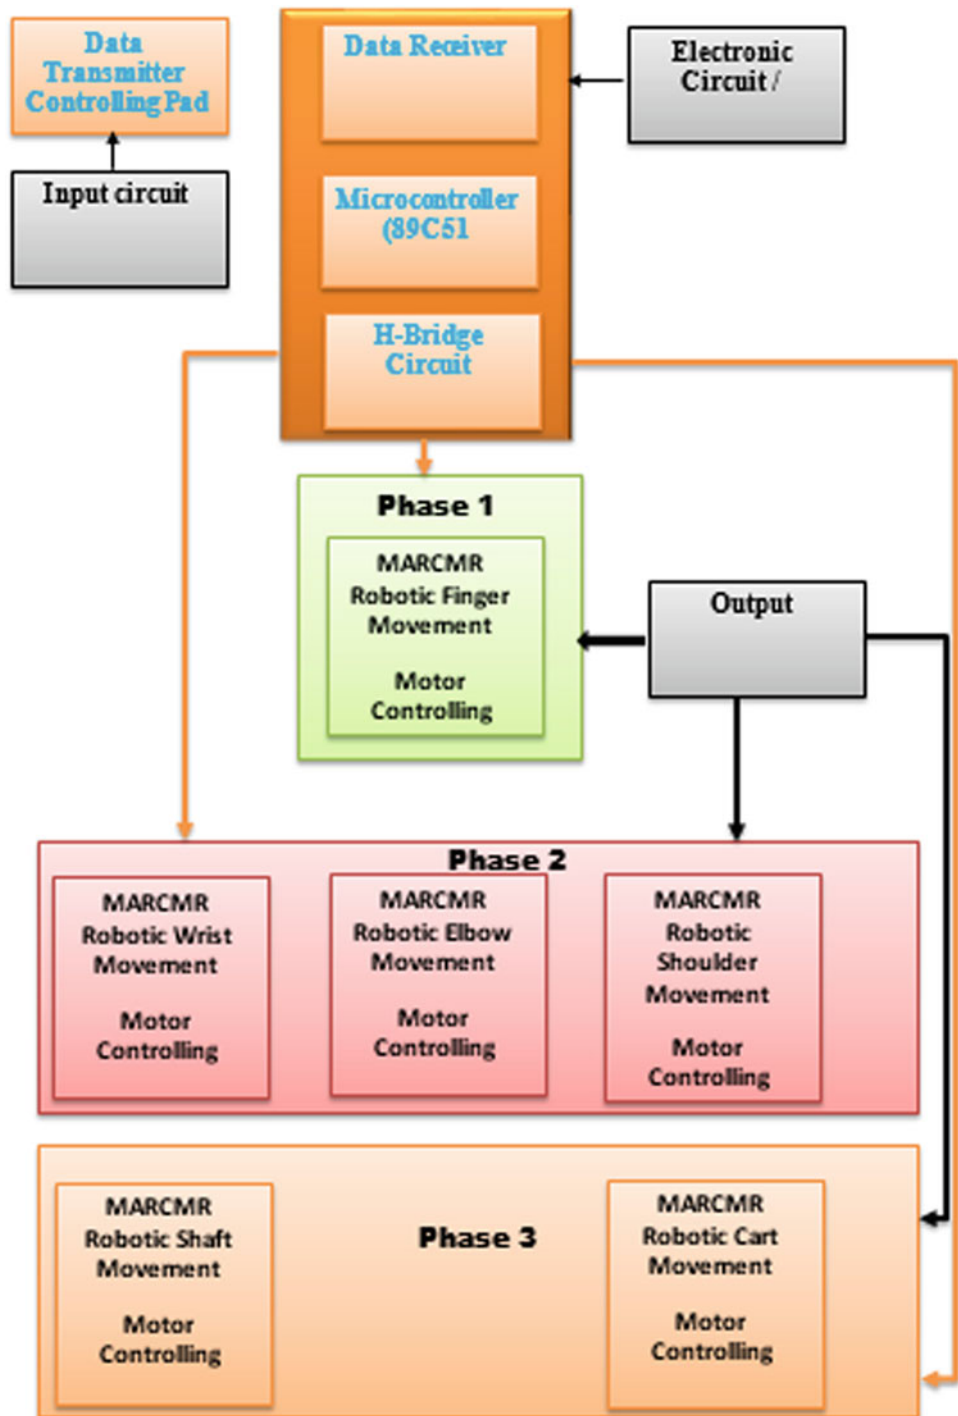 Data
Transmitter
Controlling Pad
Data Receiver
Electronic
Circuit /
Input circuit
Microcontroller
(89C51
H-Bridge
Circuit
Phase 1
MARCMR
Robotic Finger
Movement
Motor
Controlling
Output
Phase 2
MARCMR
Robotic Wrist
Movement
Motor
Controlling
MARCMR
Robotic Elbow
Movement
Motor
Controlling
MARCMR
Robotic
Shoulder
Movement
Motor
Controlling
MARCMR
Robotic Shaft
Movement
Motor
Controlling
Phase 3
MARCMR
Robotic Cart
Movement
Motor
Controlling